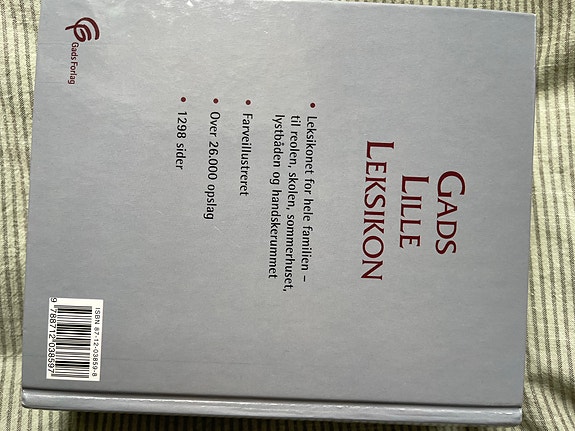 GADS
LILLE
LEKSIKON
• Leksikonet for hele familien –
til reolen, skolen, sommerhuset,
lystbåden og handskerummet
• Farveillustreret
• Over 26.000 opslag
• 1298 sider
Gads Forlag
ISBN 87-12-03859-8
9 788712 038597